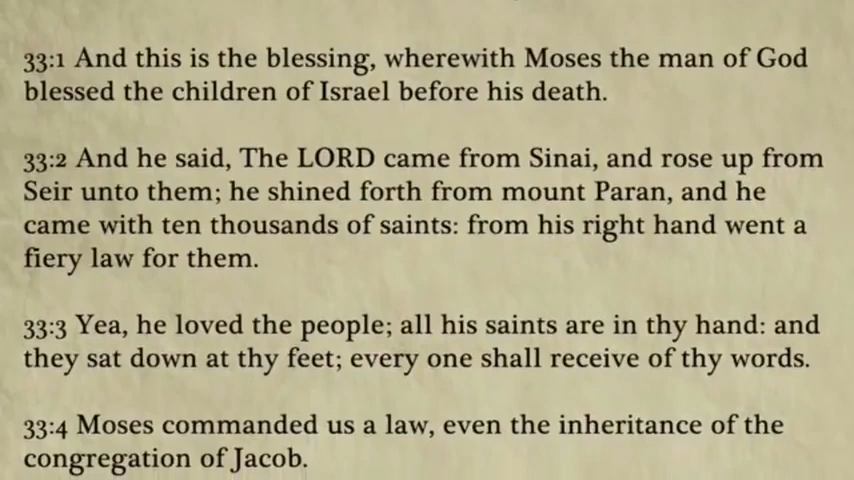 33:1 And this is the blessing, wherewith Moses the man of God
blessed the children of Israel before his death.
33:2 And he said, The LORD came from Sinai, and rose up from
Seir unto them; he shined forth from mount Paran, and he
came with ten thousands of saints: from his right hand went a
fiery law for them.
33:3 Yea, he loved the people; all his saints are in thy hand: and
they sat down at thy feet; every one shall receive of thy words.
33:4 Moses commanded us a law, even the inheritance of the
congregation of Jacob.